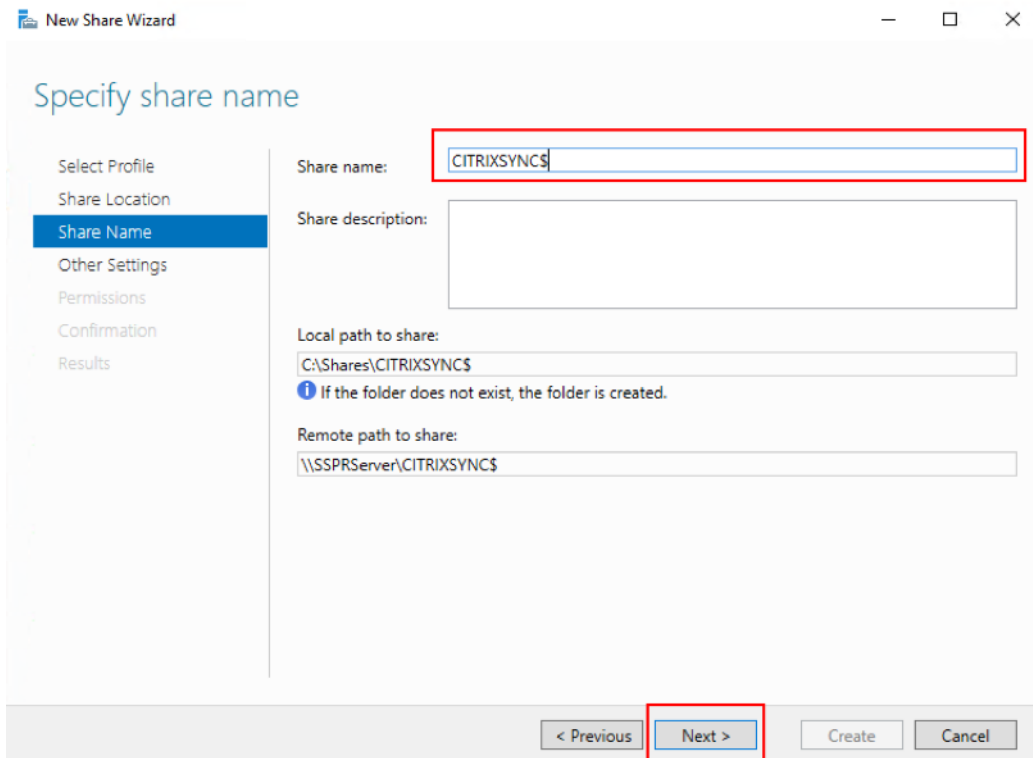 New Share Wizard
Specify share name
Select Profile
Share Location
Share Name
Other Settings
Permissions
Confirmation
Results
Share name:
CITRIXSYNC$
Share description:
Local path to share:
C:\Shares\CITRIXSYNC$
If the folder does not exist, the folder is created.
Remote path to share:
\\SSPRServer\CITRIXSYNC$
< Previous
Next >
Create
Cancel